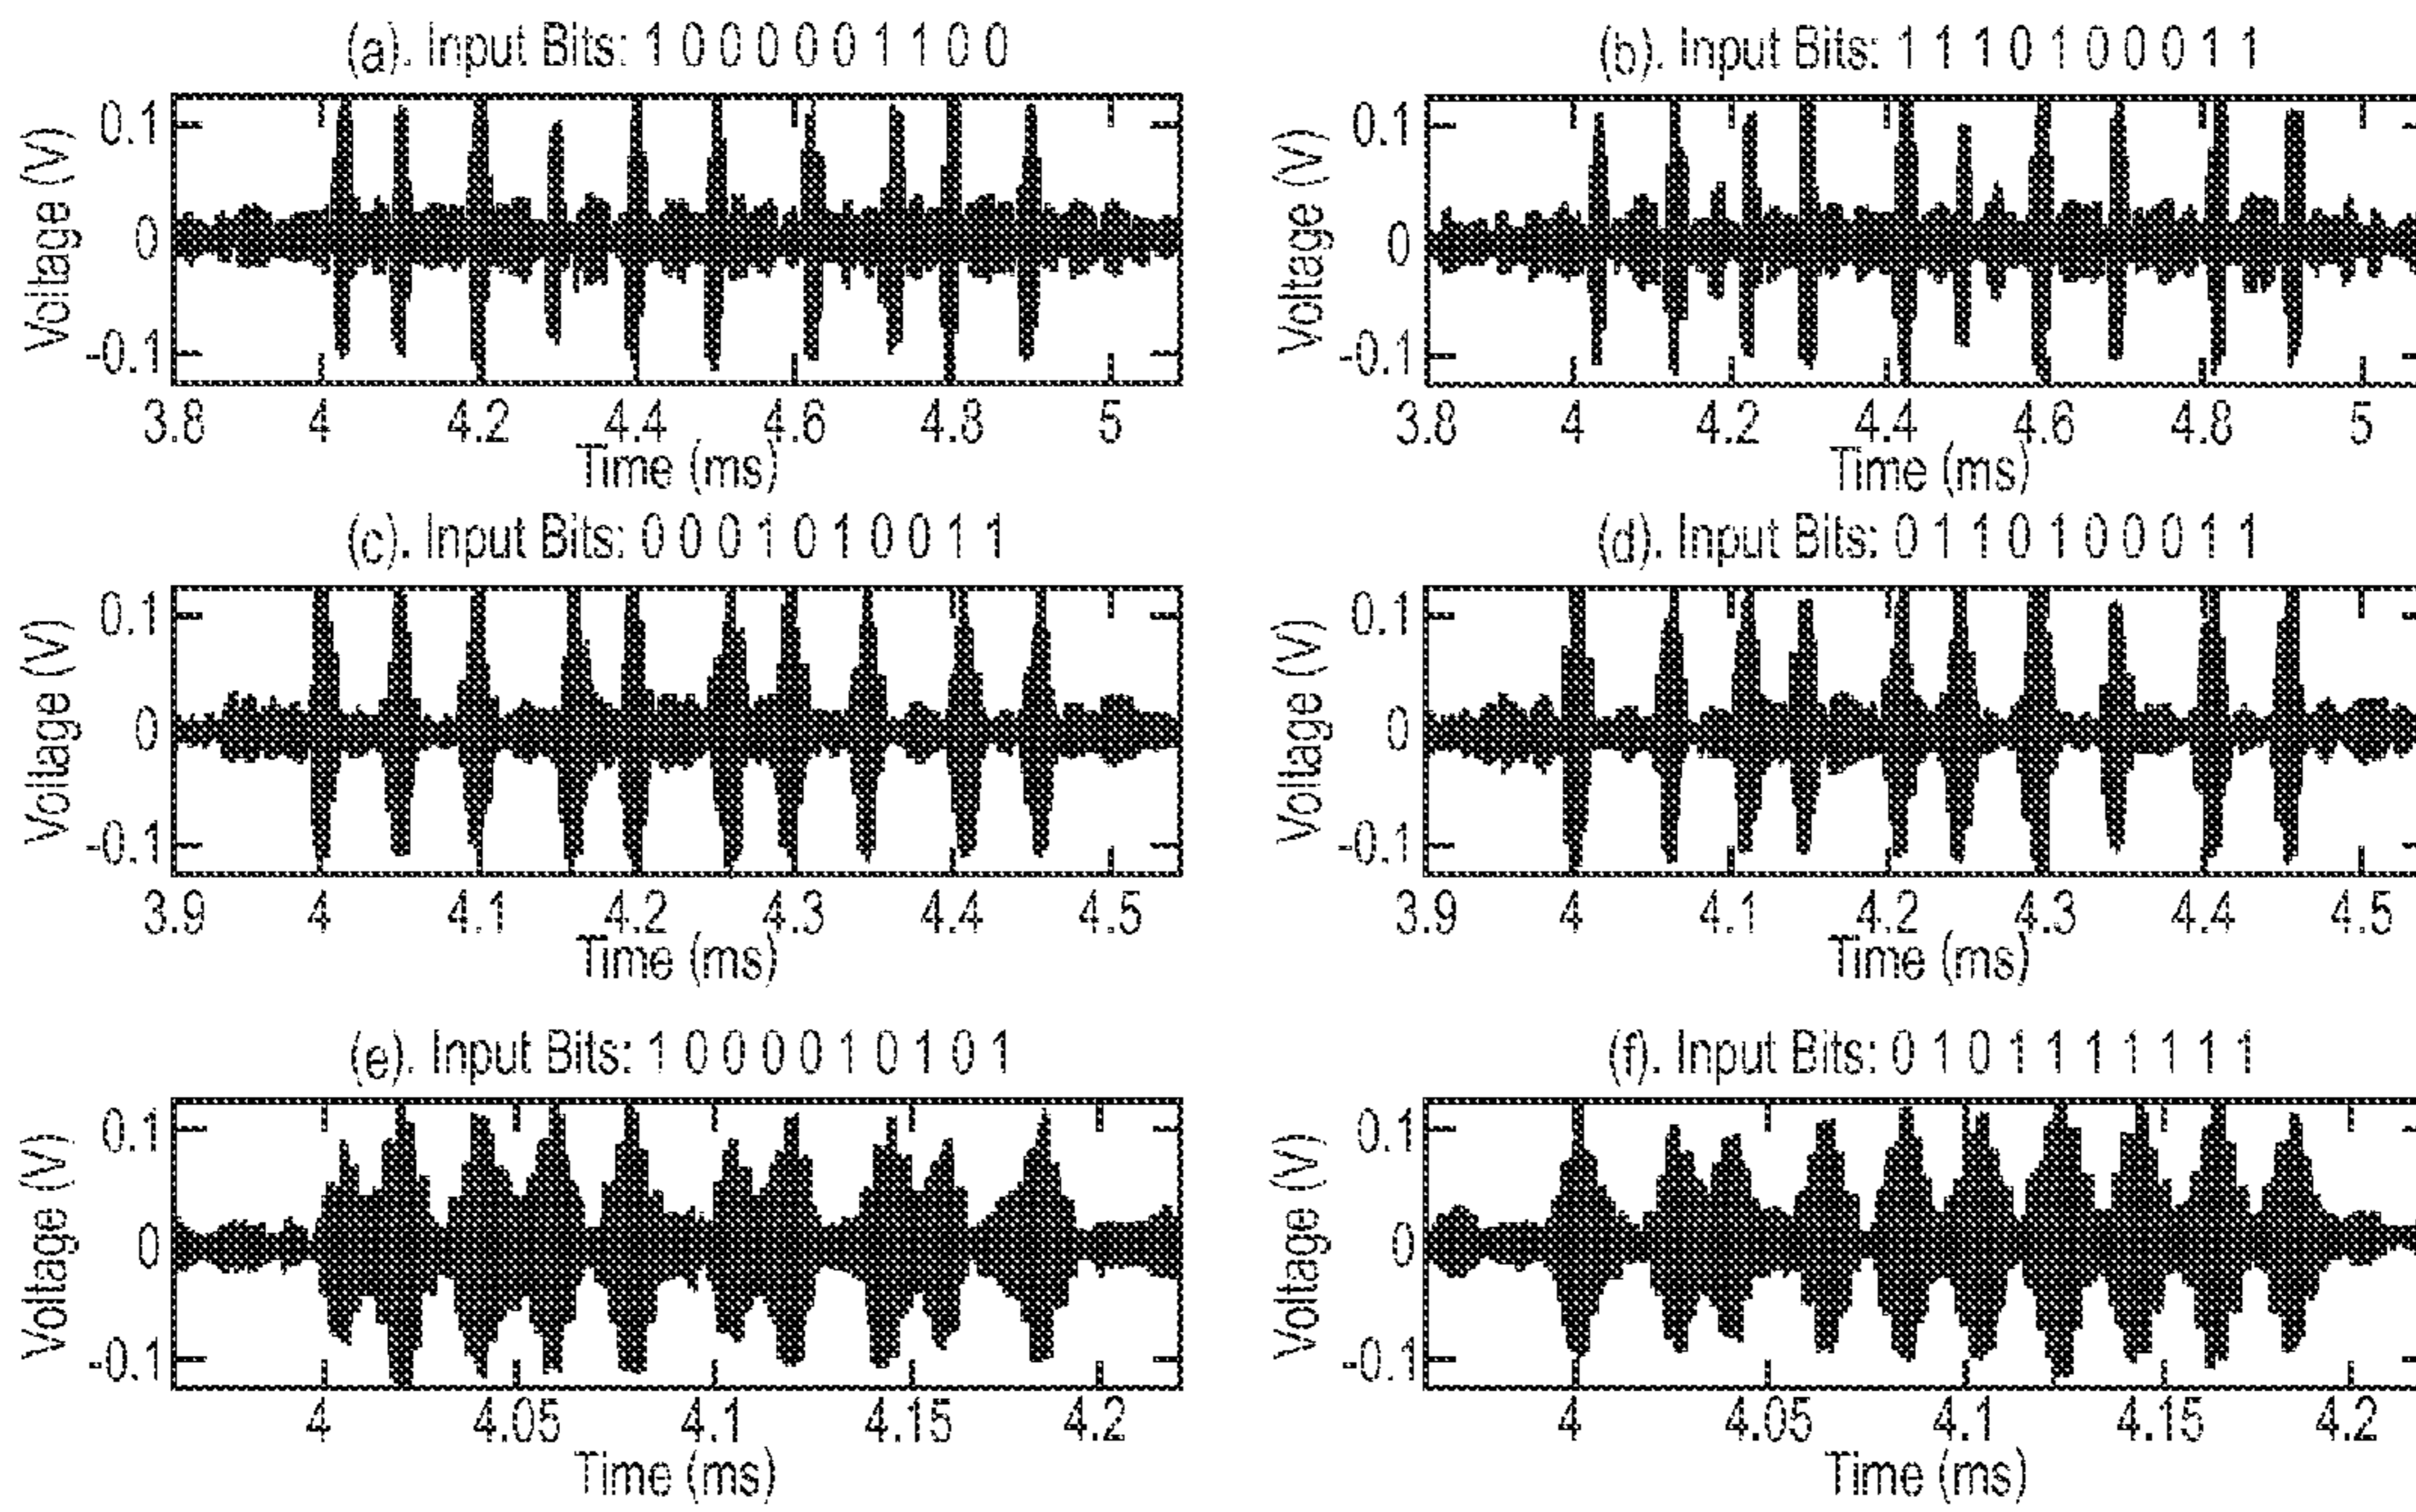 (a). Input Bits: 1 0 0 0 0 0 1 1 0 0
Voltage (V)
0.1
0
-0.1
3.8 4 4.2 4.4 4.6 4.8 5
Time (ms)
(b). Input Bits: 1 1 1 0 1 0 0 0 1 1
Voltage (V)
0.1
0
-0.1
3.8 4 4.2 4.4 4.6 4.8 5
Time (ms)
(c). Input Bits: 0 0 0 1 0 1 0 0 1 1
Voltage (V)
0.1
0
-0.1
3.9 4 4.1 4.2 4.3 4.4 4.5
Time (ms)
(d). Input Bits: 0 1 1 0 1 0 0 0 1 1
Voltage (V)
0.1
0
-0.1
3.9 4 4.1 4.2 4.3 4.4 4.5
Time (ms)
(e). Input Bits: 1 0 0 0 0 1 0 1 0 1
Voltage (V)
0.1
0
-0.1
4 4.05 4.1 4.15 4.2
Time (ms)
(f). Input Bits: 0 1 0 1 1 1 1 1 1 1
Voltage (V)
0.1
0
-0.1
4 4.05 4.1 4.15 4.2
Time (ms)